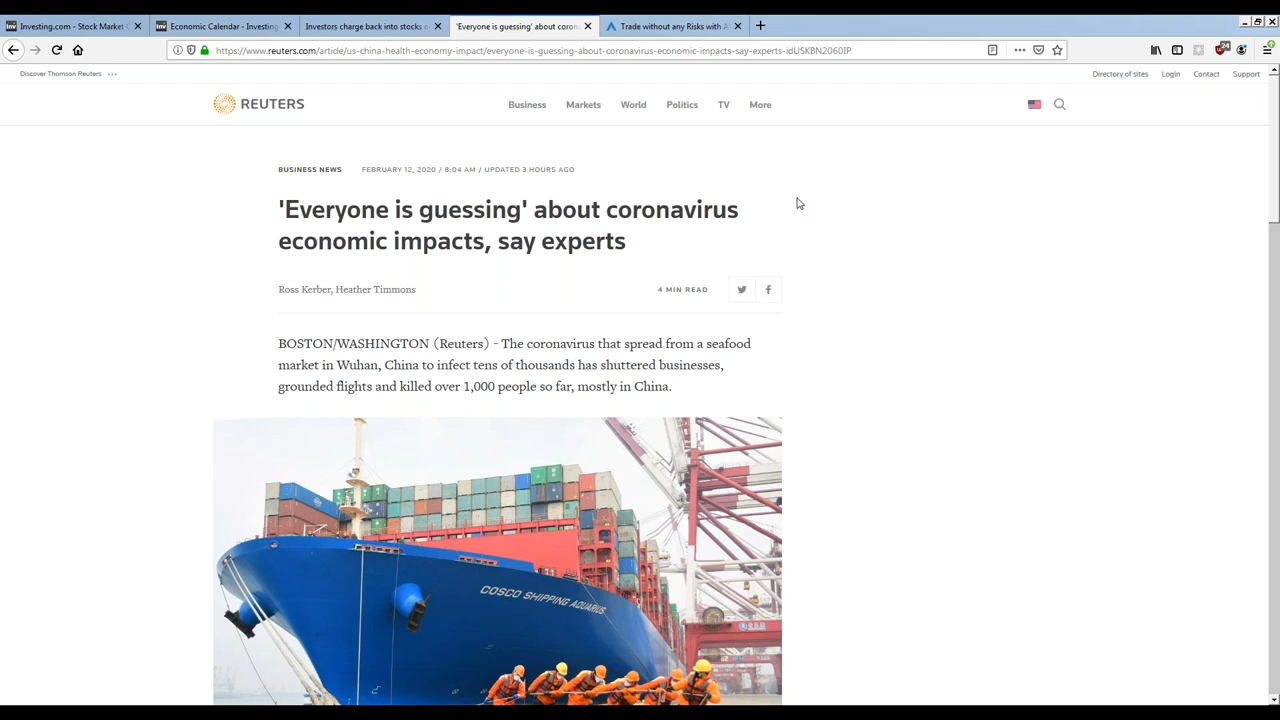 Investing.com - Stock Market
Economic Calendar - Investing
Investors charge back into stocks
'Everyone is guessing' about coron
Trade without any Risks with
https://www.reuters.com/article/us-china-health-economy-impact/everyone-is-guessing-about-coronavirus-economic-impacts-say-experts-idUSKBN2060IP
24
Discover Thomson Reuters
Directory of sites Login Contact Support
REUTERS
Business Markets World Politics TV More
BUSINESS NEWS FEBRUARY 12, 2020 / 8:04 AM / UPDATED 3 HOURS AGO
'Everyone is guessing' about coronavirus
economic impacts, say experts
Ross Kerber, Heather Timmons
4 MIN READ
BOSTON/WASHINGTON (Reuters) - The coronavirus that spread from a seafood
market in Wuhan, China to infect tens of thousands has shuttered businesses,
grounded flights and killed over 1,000 people so far, mostly in China.
COSCO SHIPPING AQUARIUS